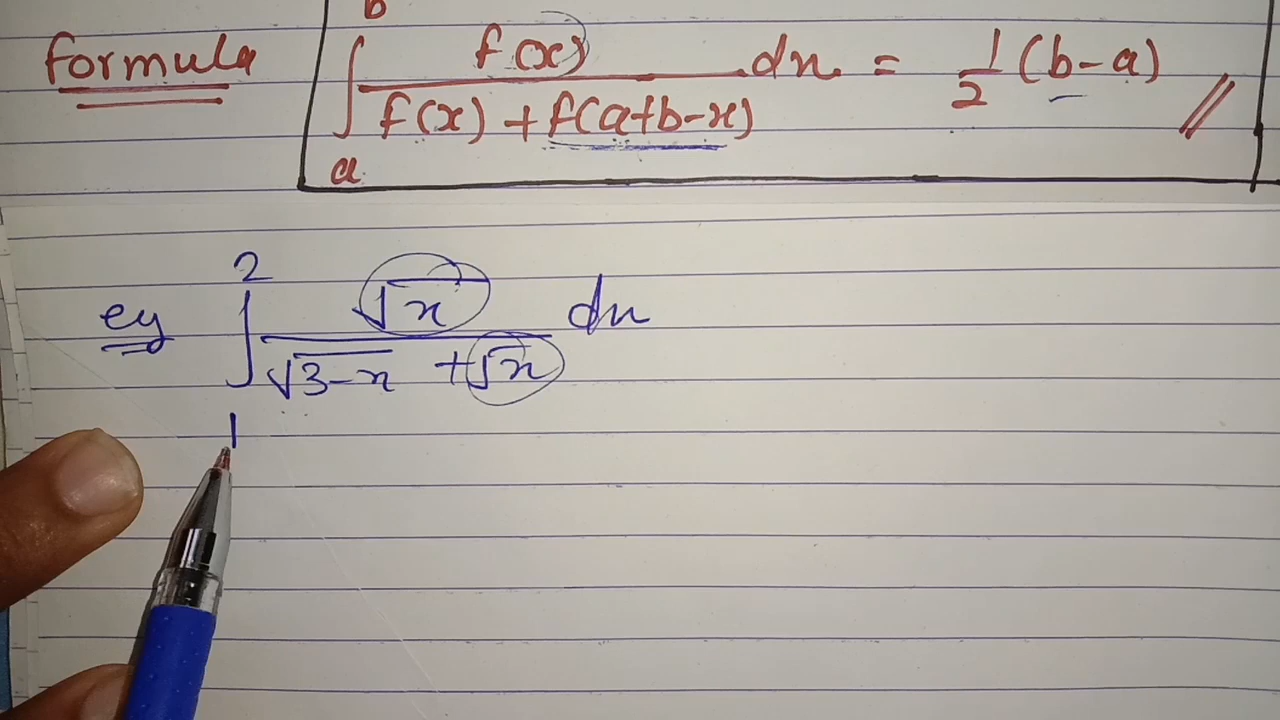 formula ∫_a^b f(x) / (f(x) + f(a+b-x)) dx = 1/2 (b-a) //
eg ∫_1^2 √x / (√(3-x) + √x) dx